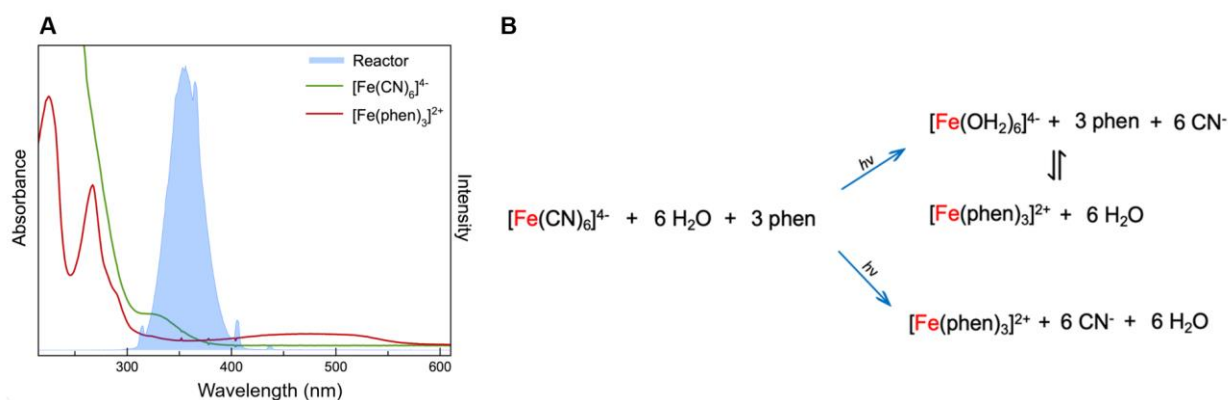 A
Absorbance
Intensity
Reactor
[Fe(CN)₆]⁴⁻
[Fe(phen)₃]²⁺
300
400
500
600
Wavelength (nm)
B
[Fe(CN)₆]⁴⁻ + 6 H₂O + 3 phen
hv
[Fe(OH₂)₆]⁴⁻ + 3 phen + 6 CN⁻
⥮
[Fe(phen)₃]²⁺ + 6 H₂O
hv
[Fe(phen)₃]²⁺ + 6 CN⁻ + 6 H₂O